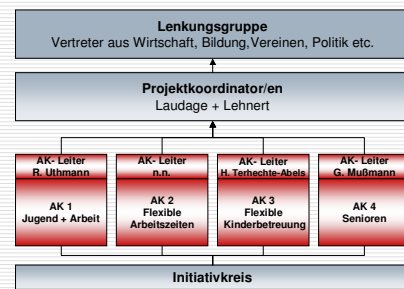 Lenkungsgruppe
Vertreter aus Wirtschaft, Bildung,Vereinen, Politik etc.
Projektkoordinator/en
Laudage + Lehnert
AK- Leiter
R. Uthmann
AK 1
Jugend + Arbeit
AK- Leiter
n.n.
AK 2
Flexible
Arbeitszeiten
AK- Leiter
H. Terhechte-Abels
AK 3
Flexible
Kinderbetreuung
AK- Leiter
G. Mußmann
AK 4
Senioren
Initiativkreis